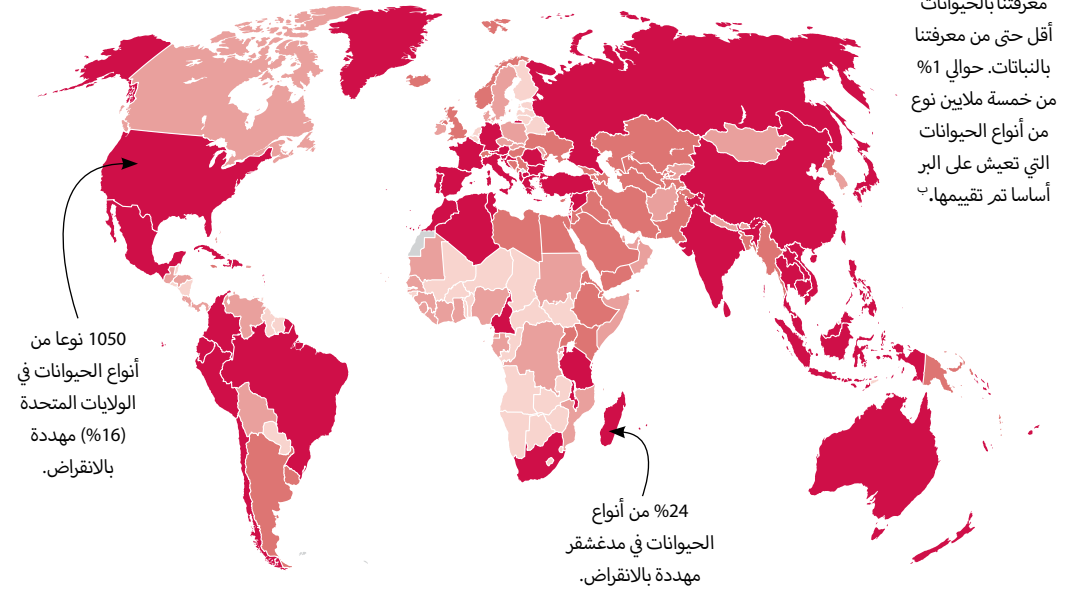 معرفتنا بالحيوانات
أقل حتى من معرفتنا
بالنباتات. حوالي 1%
من خمسة ملايين نوع
من أنواع الحيوانات
التي تعيش على البر
أساسا تم تقييمها.ب
1050 نوعا من
أنواع الحيوانات في
الولايات المتحدة
(16%) مهددة
بالانقراض.
24% من أنواع
الحيوانات في مدغشقر
مهددة بالانقراض.